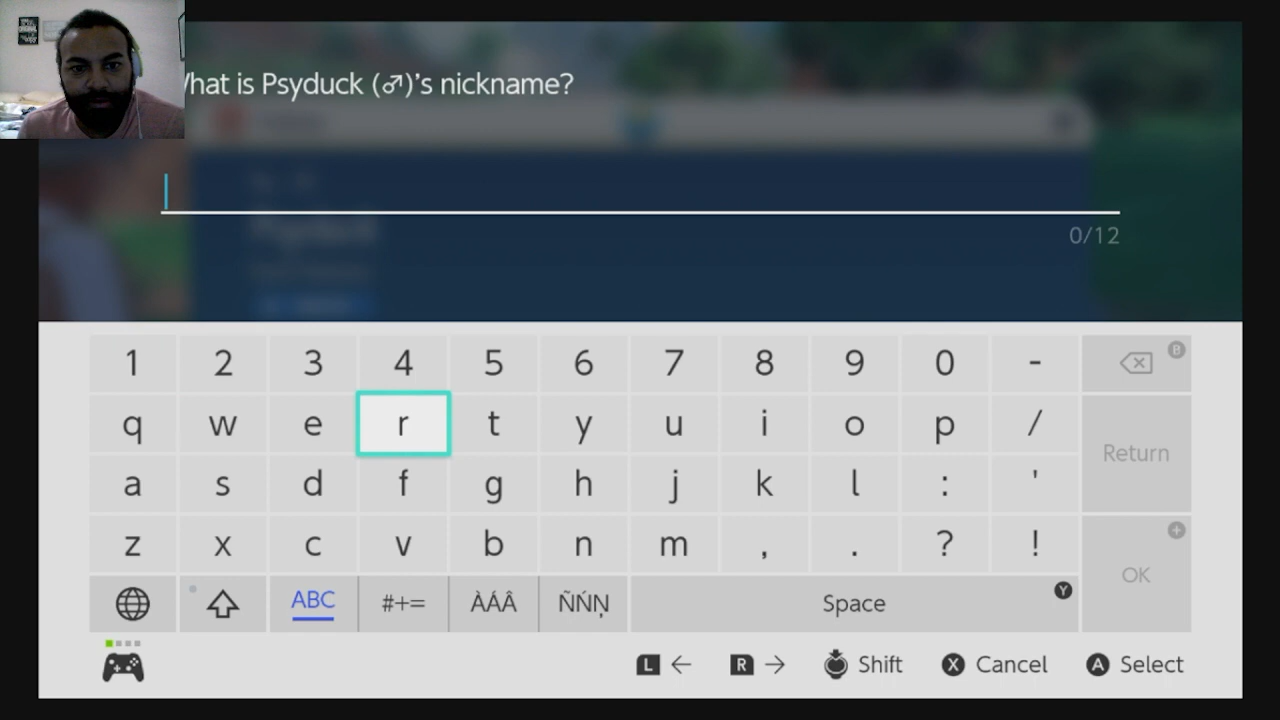 hat is Psyduck (♂)'s nickname?
0/12
1 2 3 4 5 6 7 8 9 0 -
q w e r t y u i o p /
Return
a s d f g h j k l : '
z x c v b n m , . ? !
OK
ABC #+= ÀÁÂ ÑŃŅ Space Y
L ← R → Shift X Cancel A Select
B
+